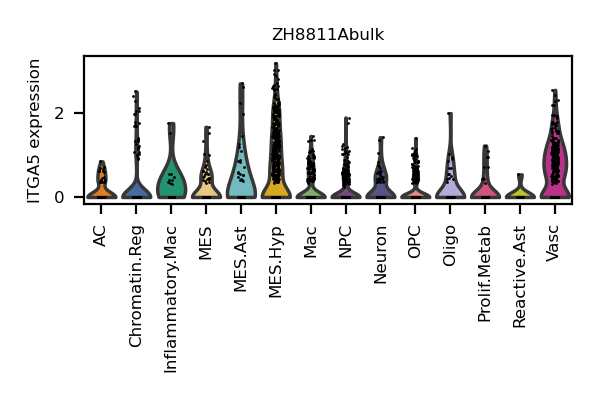 ZH8811Abulk
ITGA5 expression
2
0
AC
Chromatin.Reg
Inflammatory.Mac
MES
MES.Ast
MES.Hyp
Mac
NPC
Neuron
OPC
Oligo
Prolif.Metab
Reactive.Ast
Vasc